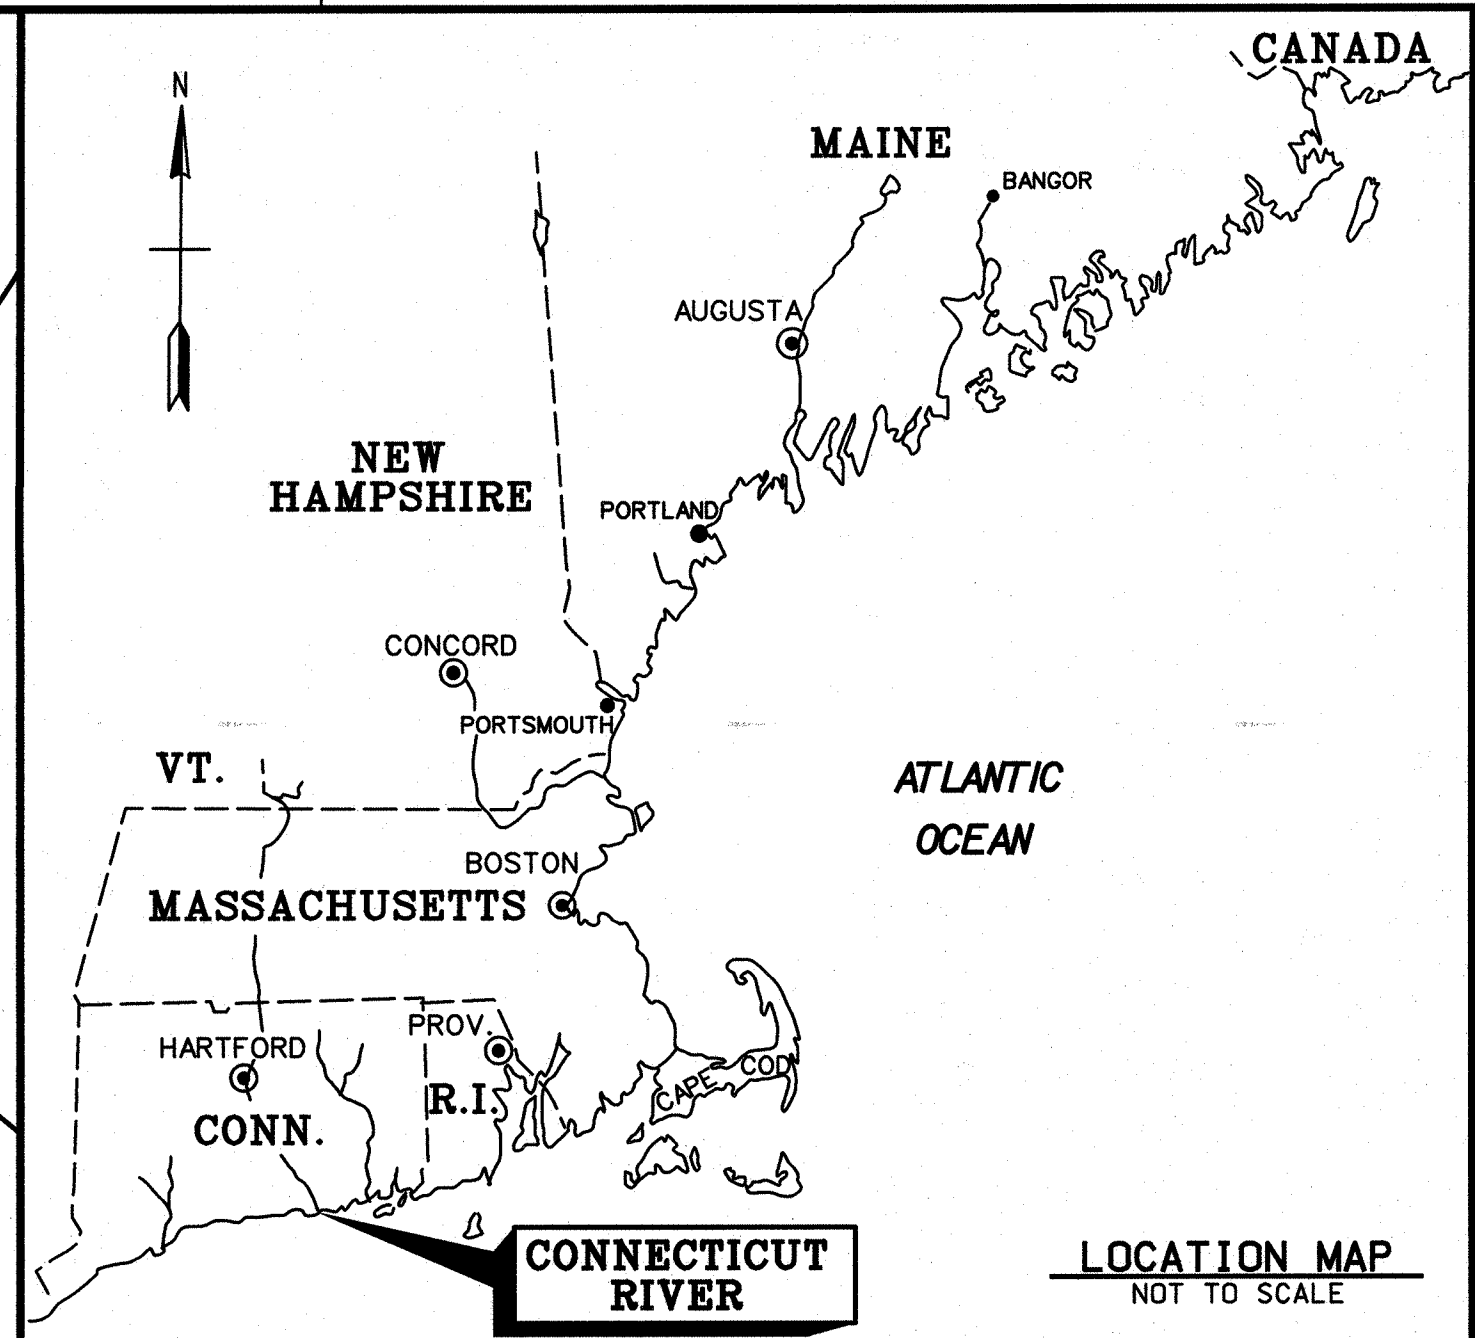 CANADA
N
MAINE
BANGOR
AUGUSTA
NEW
HAMPSHIRE
PORTLAND
CONCORD
PORTSMOUTH
VT.
ATLANTIC
OCEAN
BOSTON
MASSACHUSETTS
PROV.
HARTFORD
COD
CAPE
R.I.
CONN.
CONNECTICUT
RIVER
LOCATION MAP
NOT TO SCALE